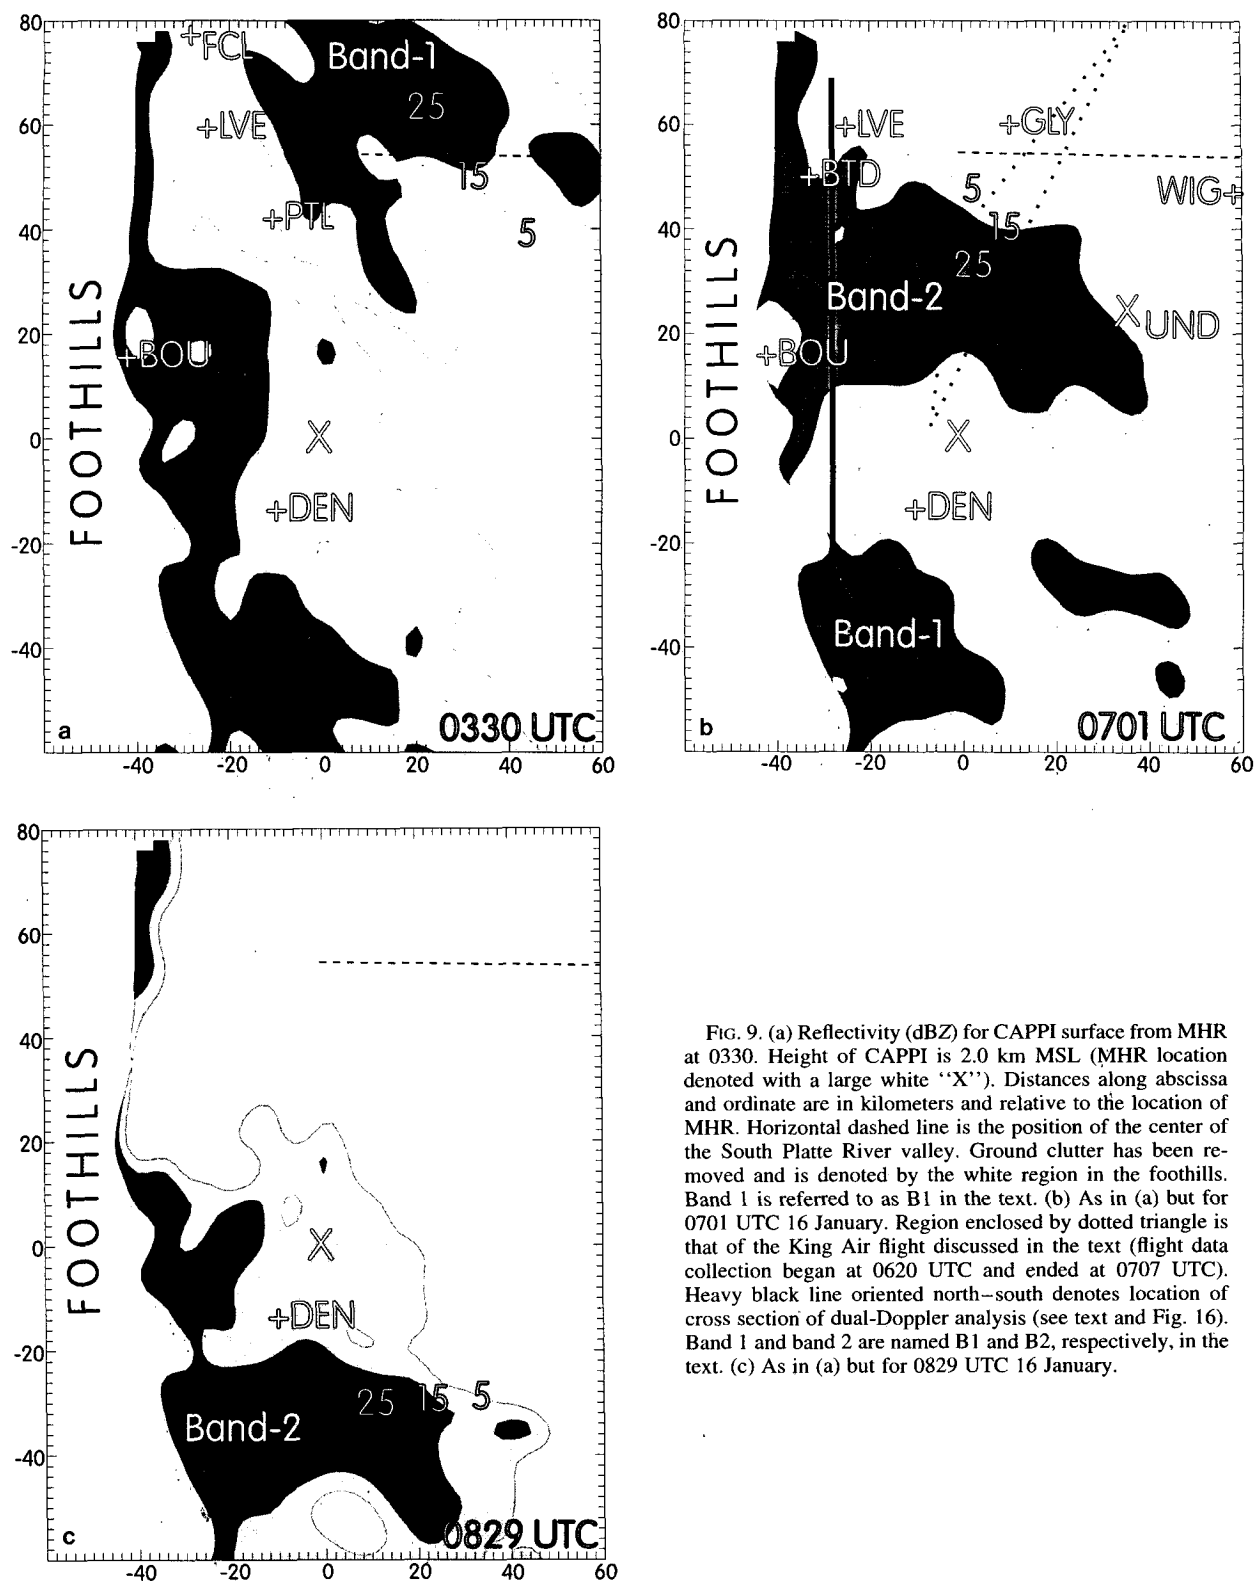 80
60
40
20
0
-20
-40
-40
-20
0
20
40
60
FOOTHILLS
+FCL
Band-1
25
+LVE
15
+PTL
5
+BOU
X
+DEN
a
0330 UTC
80
60
40
20
0
-20
-40
-40
-20
0
20
40
60
FOOTHILLS
+LVE
+GLY
+BTD
5
WIG+
15
25
Band-2
X UND
+BOU
X
+DEN
Band-1
b
0701 UTC
80
60
40
20
0
-20
-40
-40
-20
0
20
40
60
FOOTHILLS
X
+DEN
25
15
5
Band-2
c
0829 UTC
FIG. 9. (a) Reflectivity (dBZ) for CAPPI surface from MHR
at 0330. Height of CAPPI is 2.0 km MSL (MHR location
denoted with a large white “X”). Distances along abscissa
and ordinate are in kilometers and relative to the location of
MHR. Horizontal dashed line is the position of the center of
the South Platte River valley. Ground clutter has been re-
moved and is denoted by the white region in the foothills.
Band 1 is referred to as B1 in the text. (b) As in (a) but for
0701 UTC 16 January. Region enclosed by dotted triangle is
that of the King Air flight discussed in the text (flight data
collection began at 0620 UTC and ended at 0707 UTC).
Heavy black line oriented north–south denotes location of
cross section of dual-Doppler analysis (see text and Fig. 16).
Band 1 and band 2 are named B1 and B2, respectively, in the
text. (c) As in (a) but for 0829 UTC 16 January.